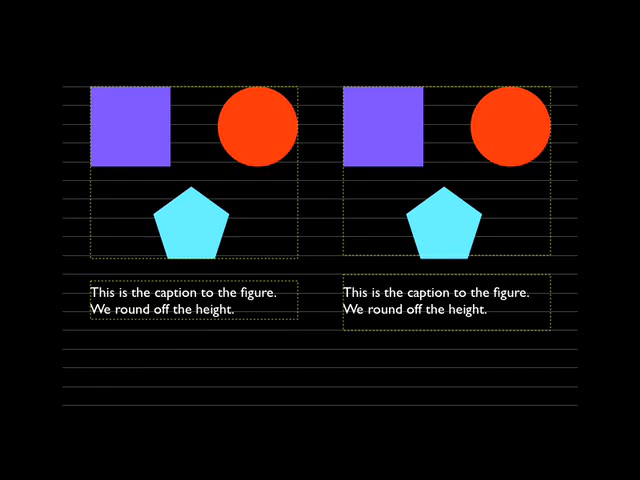 This is the caption to the figure.
We round off the height.
This is the caption to the figure.
We round off the height.